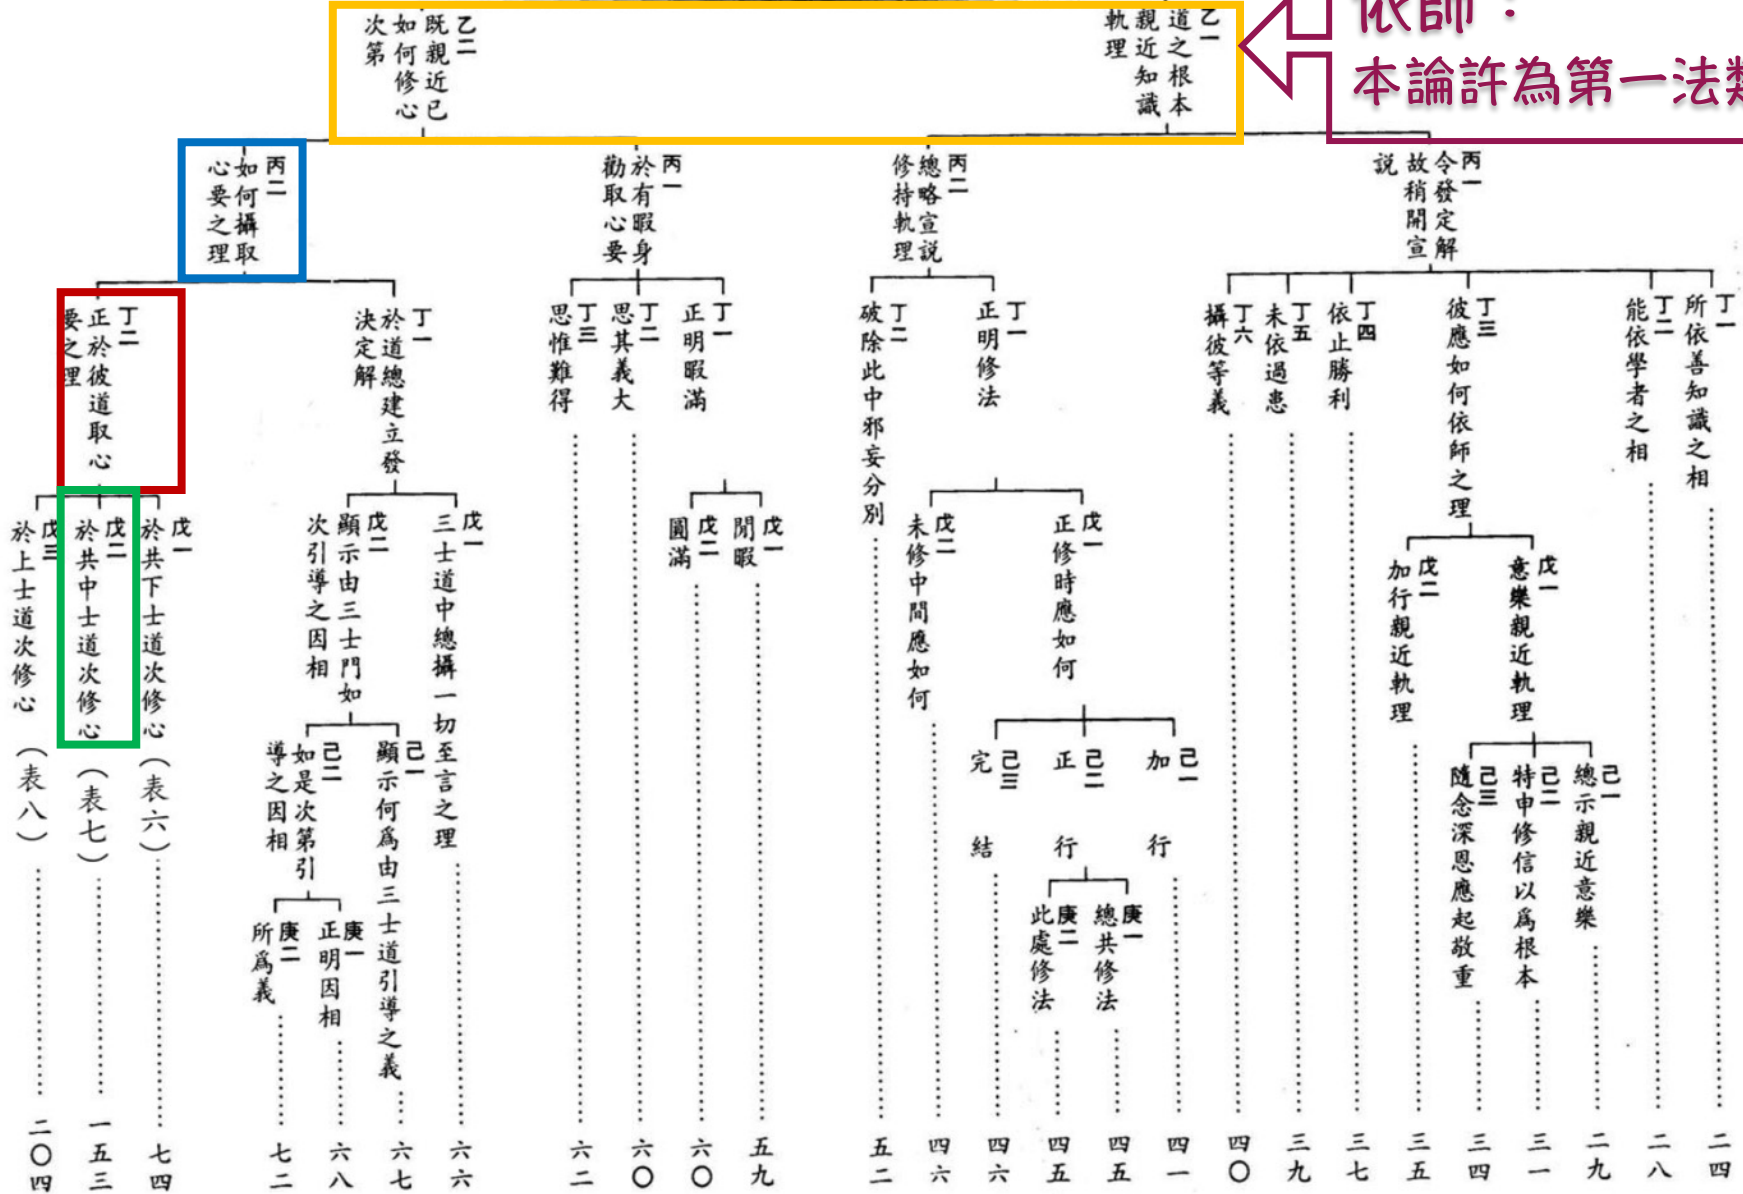 依師：
本論許為第一法類
乙一
道之根本
親近知識
軌理
乙二
既親近已
如何修心
次第
丙一
令發定解
故稍開宣
説
丙二
總略宣説
修持軌理
丙一
於有暇身
勸取心要
丙二
如何攝取
心要之理
丁一
所依善知識之相
丁二
能依學者之相
丁三
彼應如何依師之理
丁四
依止勝利
丁五
未依過患
丁六
攝彼等義
丁一
正明修法
丁二
破除此中邪妄分別
丁一
正明暇滿
丁二
思其義大
丁三
思惟難得
丁一
於道總建立發
決定解
丁二
正於彼道取心
要之理
戊一
意樂親近軌理
戊二
加行親近軌理
戊一
正修時應如何
戊二
未修中間應如何
戊一
閒暇
戊二
圓滿
戊一
三士道中總攝一切至言之理
戊二
顯示由三士門如
次引導之因相
戊一
於共下士道次修心（表六）
戊二
於共中士道次修心（表七）
戊三
於上士道次修心（表八）
己一
總示親近意樂
己二
特申修信以爲根本
己三
隨念深恩應起敬重
己一
加行
己二
正行
己三
完結
己一
顯示何爲由三士道引導之義
己二
如是次第引
導之因相
庚一
總共修法
庚二
此處修法
庚一
正明因相
庚二
所爲義
二四
二八
二九
三一
三四
三五
三七
三九
四〇
四一
四五
四五
四六
四六
五二
五九
六〇
六〇
六二
六六
六七
六八
七二
七四
一五三
二〇四